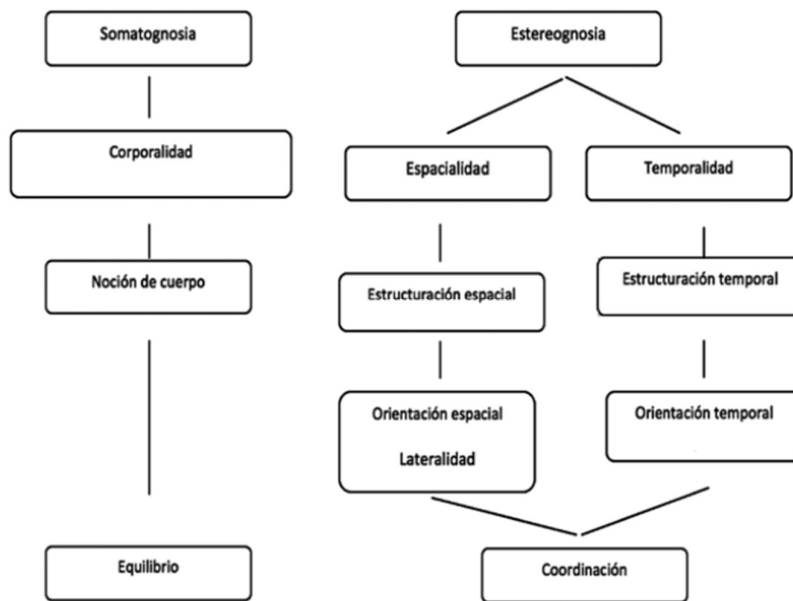 Somatognosia
Estereognosia
Corporalidad
Espacialidad
Temporalidad
Noción de cuerpo
Estructuración espacial
Estructuración temporal
Orientación espacial
Lateralidad
Orientación temporal
Equilibrio
Coordinación